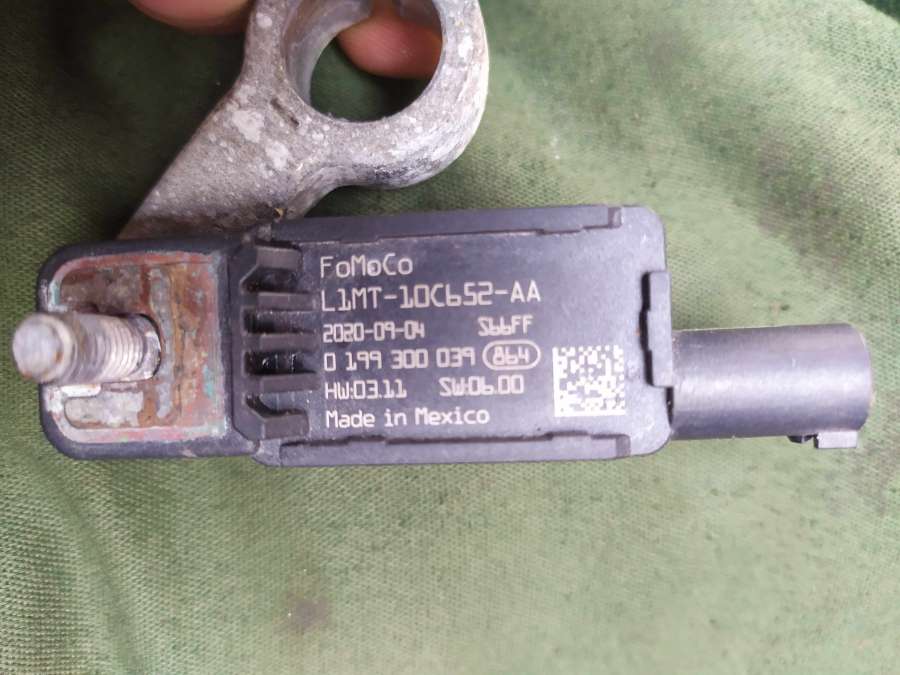 FoMoCo
L1MT-10C652-AA
2020-09-04 S66FF
0 199 300 039 864
HW:03.11 SW:06.00
Made in Mexico